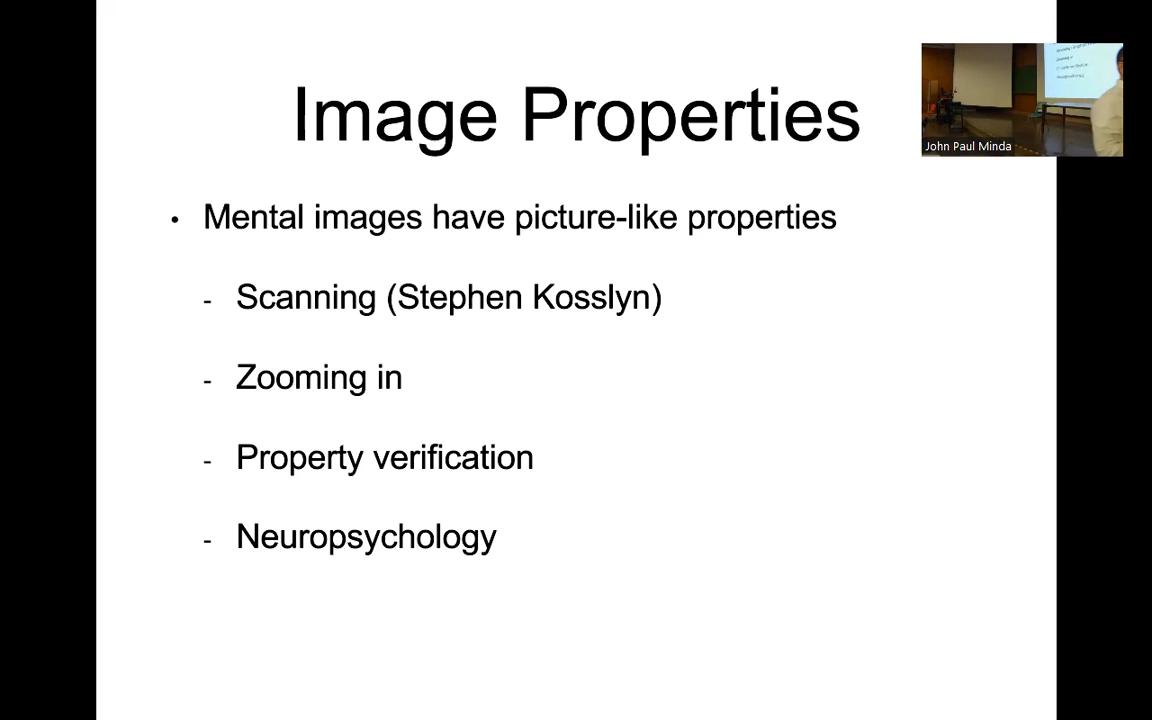 Image Properties
John Paul Minda
• Mental images have picture-like properties
- Scanning (Stephen Kosslyn)
- Zooming in
- Property verification
- Neuropsychology